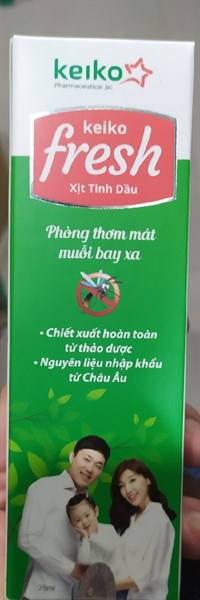 keiko
Pharmaceutical jsc
keiko
fresh
Xịt Tinh Dầu
Phòng thơm mát
muỗi bay xa
• Chiết xuất hoàn toàn
từ thảo dược
• Nguyên liệu nhập khẩu
từ Châu Âu
75ml